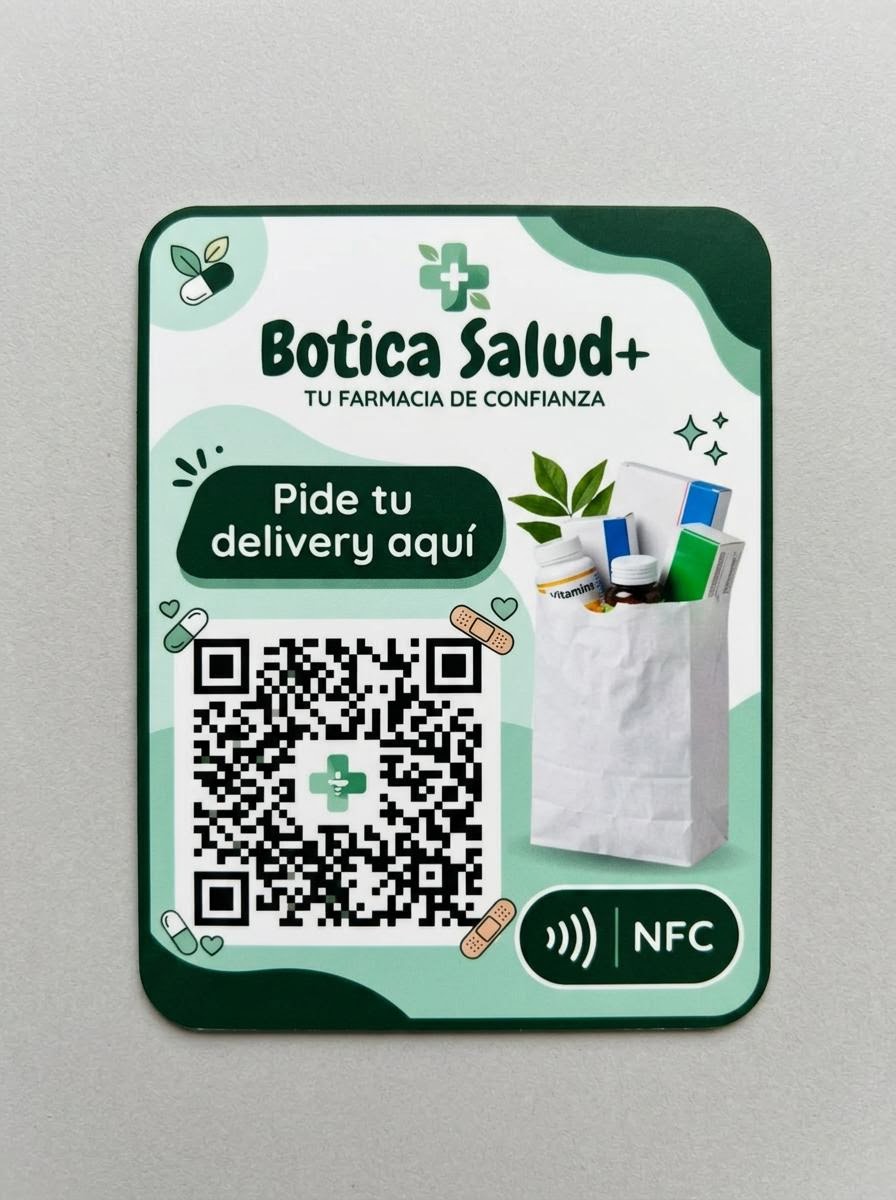 Botica Salud+
TU FARMACIA DE CONFIANZA
Pide tu
delivery aquí
Vitamins
NFC